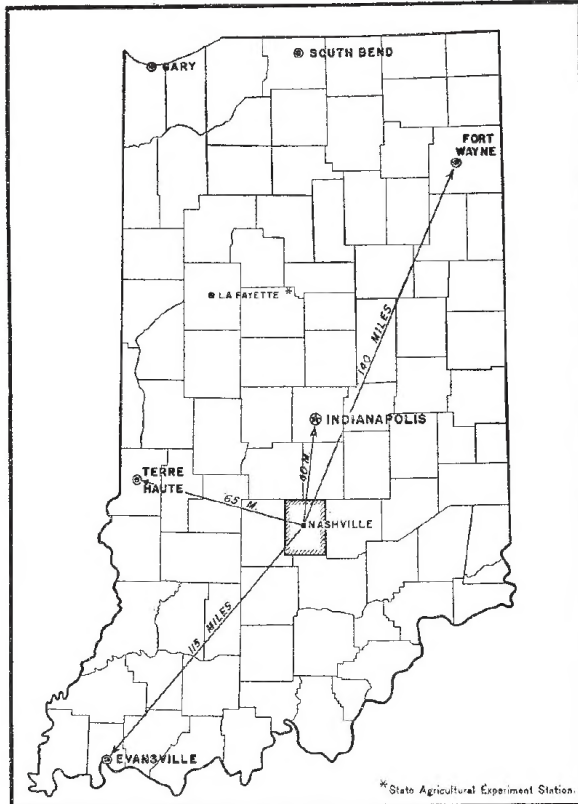 GARY
SOUTH BEND
FORT
WAYNE
LA FAYETTE *
140 MILES
INDIANAPOLIS
TERRE
HAUTE
40 M.
65 M.
NASHVILLE
115 MILES
EVANSVILLE
* State Agricultural Experiment Station.